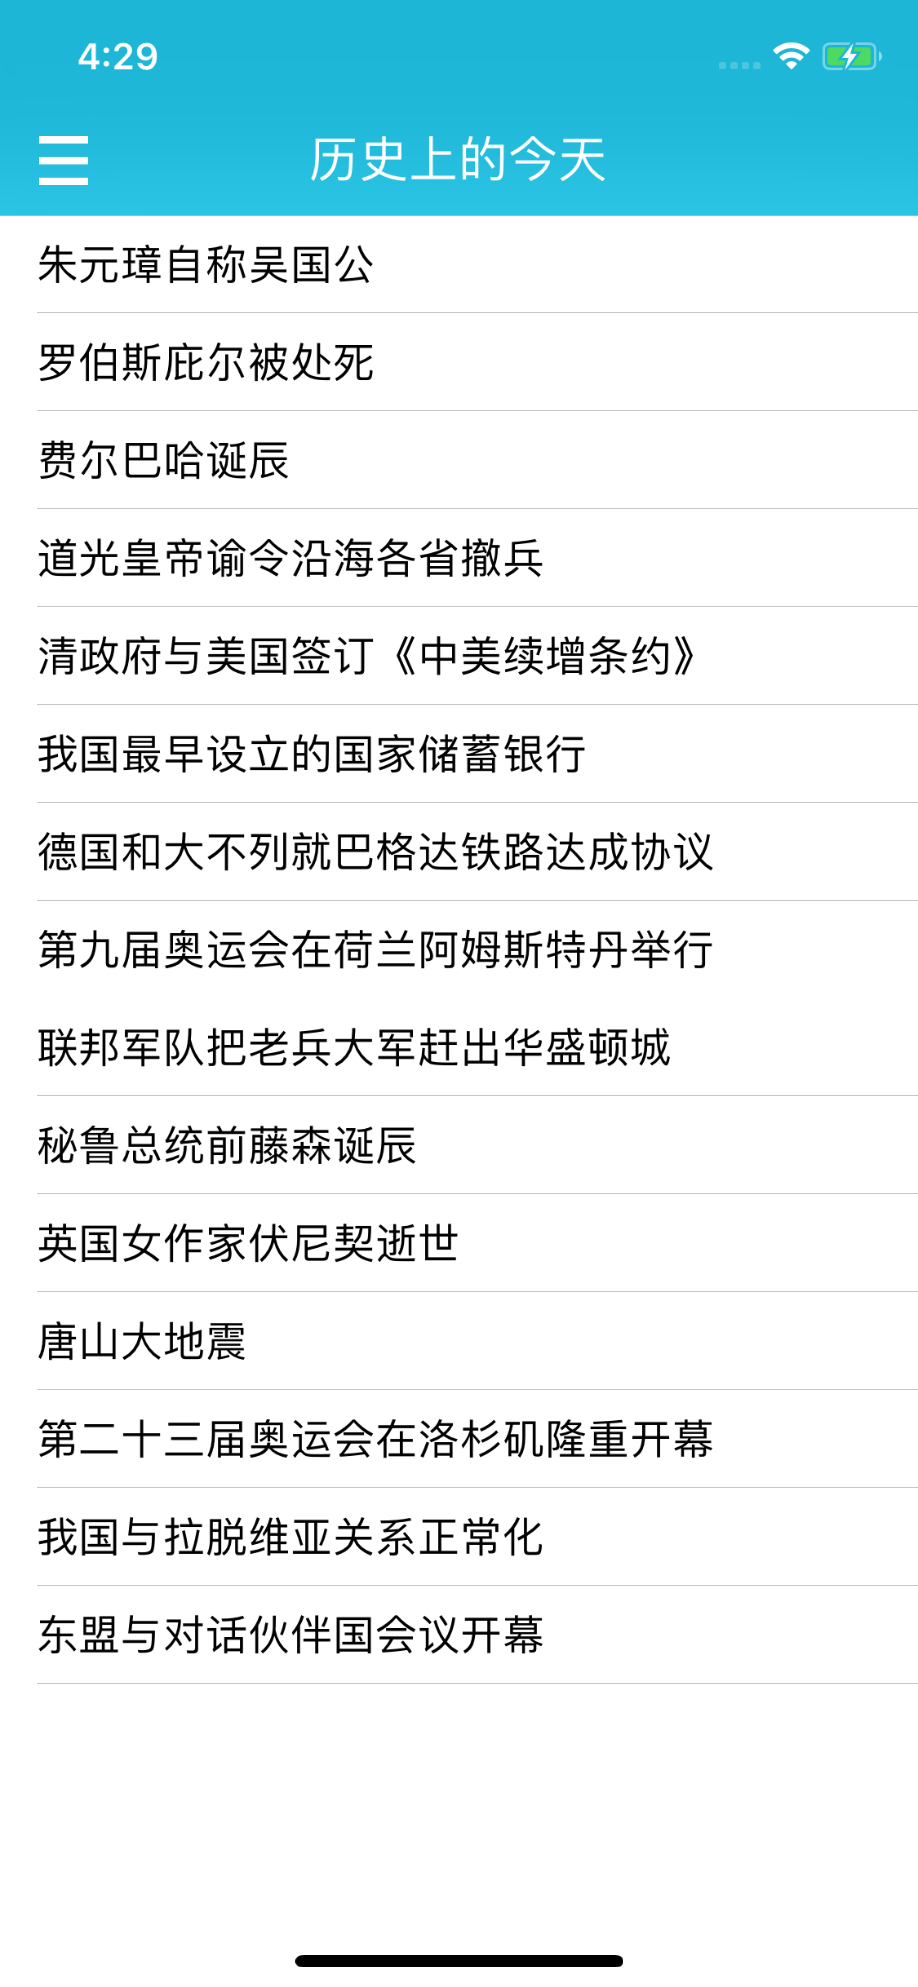 4:29
历史上的今天
朱元璋自称吴国公
罗伯斯庇尔被处死
费尔巴哈诞辰
道光皇帝谕令沿海各省撤兵
清政府与美国签订《中美续增条约》
我国最早设立的国家储蓄银行
德国和大不列就巴格达铁路达成协议
第九届奥运会在荷兰阿姆斯特丹举行
联邦军队把老兵大军赶出华盛顿城
秘鲁总统前藤森诞辰
英国女作家伏尼契逝世
唐山大地震
第二十三届奥运会在洛杉矶隆重开幕
我国与拉脱维亚关系正常化
东盟与对话伙伴国会议开幕